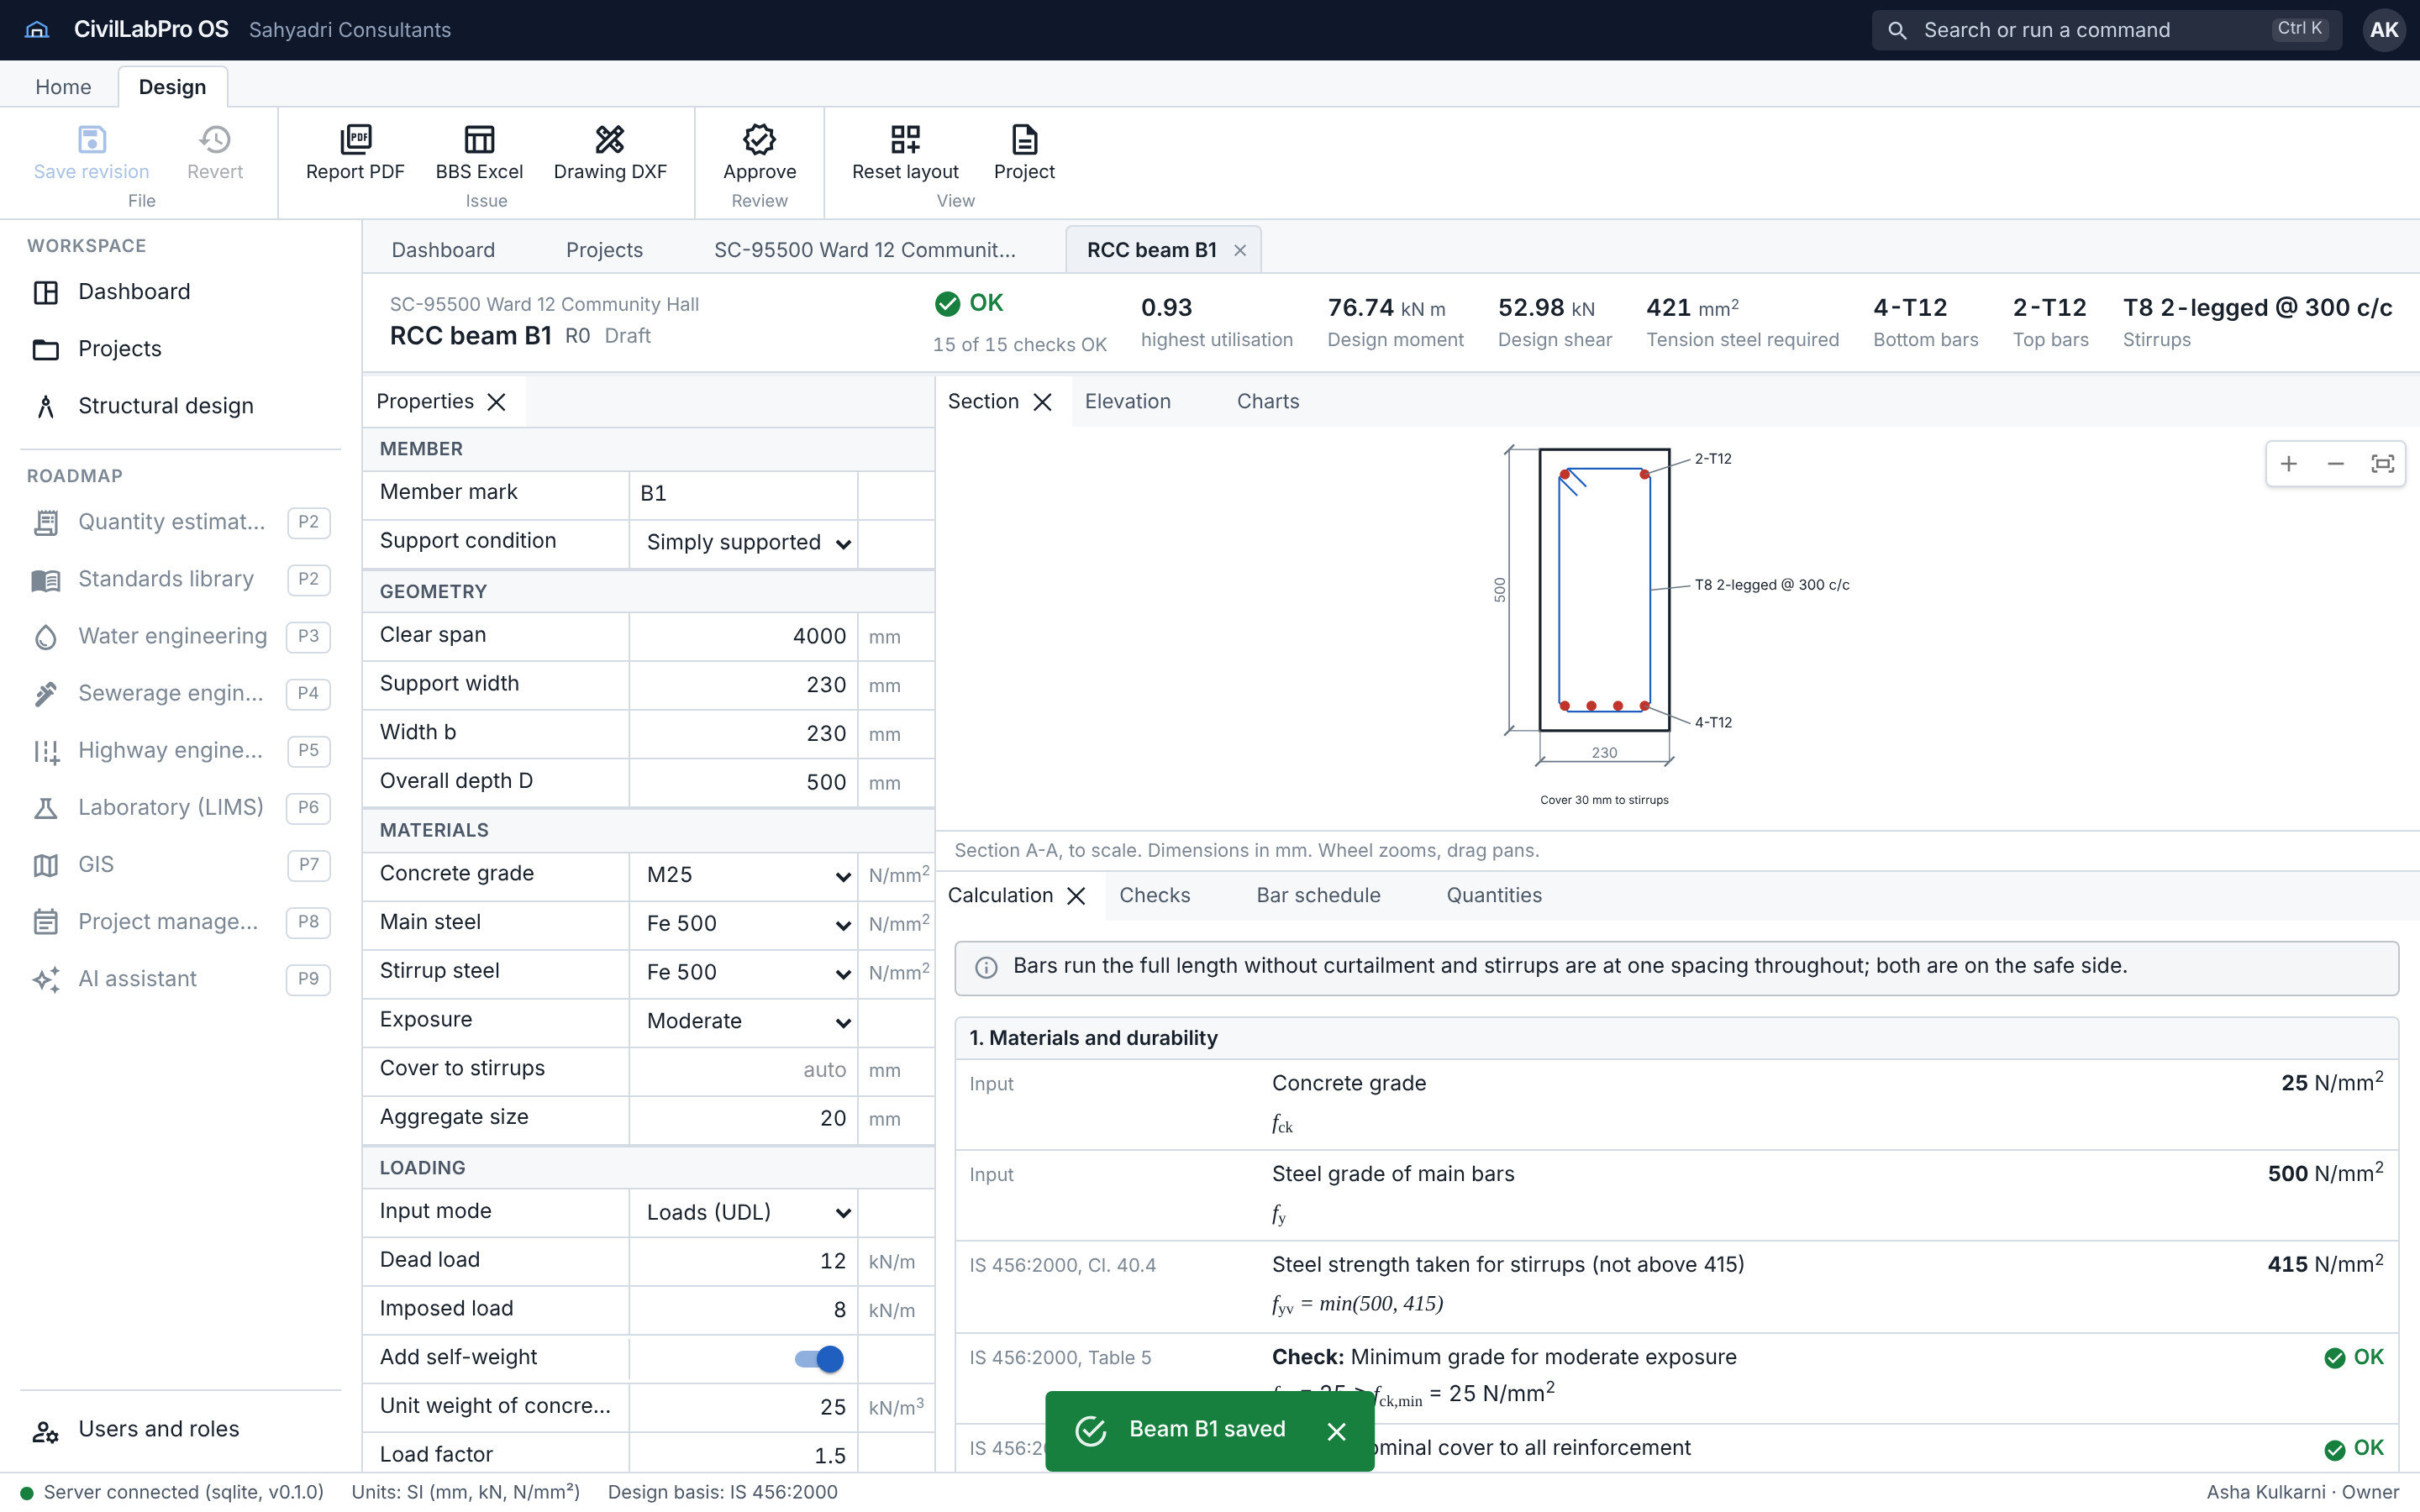 CivilLabPro OS Sahyadri Consultants Search or run a command Ctrl K AK
Home Design
Save revision Revert Report PDF BBS Excel Drawing DXF Approve Reset layout Project
File Issue Review View
WORKSPACE
Dashboard
Projects
Structural design
ROADMAP
Quantity estimat... P2
Standards library P2
Water engineering P3
Sewerage engin... P4
Highway engine... P5
Laboratory (LIMS) P6
GIS P7
Project manage... P8
AI assistant P9
Users and roles
Dashboard Projects SC-95500 Ward 12 Communit... RCC beam B1
SC-95500 Ward 12 Community Hall
RCC beam B1 R0 Draft
OK
15 of 15 checks OK
0.93
highest utilisation
76.74 kN m
Design moment
52.98 kN
Design shear
421 mm²
Tension steel required
4-T12
Bottom bars
2-T12
Top bars
T8 2-legged @ 300 c/c
Stirrups
Properties
MEMBER
Member mark B1
Support condition Simply supported
GEOMETRY
Clear span 4000 mm
Support width 230 mm
Width b 230 mm
Overall depth D 500 mm
MATERIALS
Concrete grade M25 N/mm²
Main steel Fe 500 N/mm²
Stirrup steel Fe 500 N/mm²
Exposure Moderate
Cover to stirrups auto mm
Aggregate size 20 mm
LOADING
Input mode Loads (UDL)
Dead load 12 kN/m
Imposed load 8 kN/m
Add self-weight
Unit weight of concre... 25 kN/m³
Load factor 1.5
Section Elevation Charts
2-T12
500
T8 2-legged @ 300 c/c
4-T12
230
Cover 30 mm to stirrups
Section A-A, to scale. Dimensions in mm. Wheel zooms, drag pans.
Calculation Checks Bar schedule Quantities
Bars run the full length without curtailment and stirrups are at one spacing throughout; both are on the safe side.
1. Materials and durability
Input Concrete grade 25 N/mm²
fck
Input Steel grade of main bars 500 N/mm²
fy
IS 456:2000, Cl. 40.4 Steel strength taken for stirrups (not above 415) 415 N/mm²
fyv = min(500, 415)
IS 456:2000, Table 5 Check: Minimum grade for moderate exposure OK
fck,min = 25 N/mm²
Beam B1 saved
nominal cover to all reinforcement OK
Server connected (sqlite, v0.1.0) Units: SI (mm, kN, N/mm²) Design basis: IS 456:2000 Asha Kulkarni · Owner